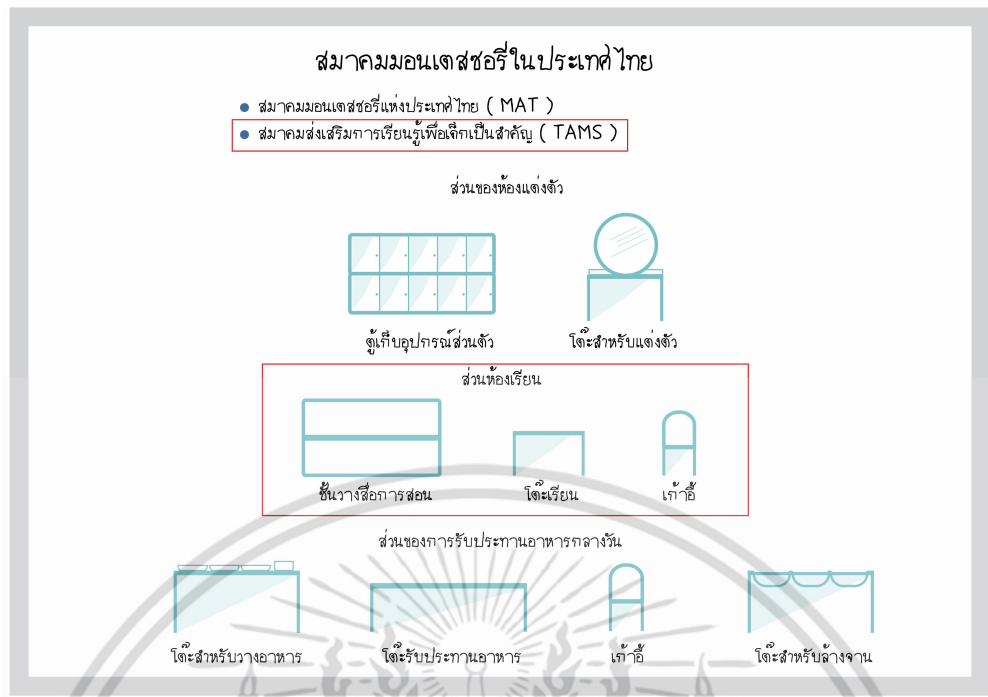 สมาคมมอนเตสซอรี่ในประเทศไทย
● สมาคมมอนเตสซอรี่แห่งประเทศไทย ( MAT )
● สมาคมส่งเสริมการเรียนรู้เพื่อเด็กเป็นสำคัญ ( TAMS )
ส่วนของห้องแต่งตัว
ตู้เก็บอุปกรณ์ส่วนตัว โต๊ะสำหรับแต่งตัว
ส่วนห้องเรียน
ชั้นวางสื่อการสอน โต๊ะเรียน เก้าอี้
ส่วนของการรับประทานอาหารกลางวัน
โต๊ะสำหรับวางอาหาร โต๊ะรับประทานอาหาร เก้าอี้ โต๊ะสำหรับล้างจาน